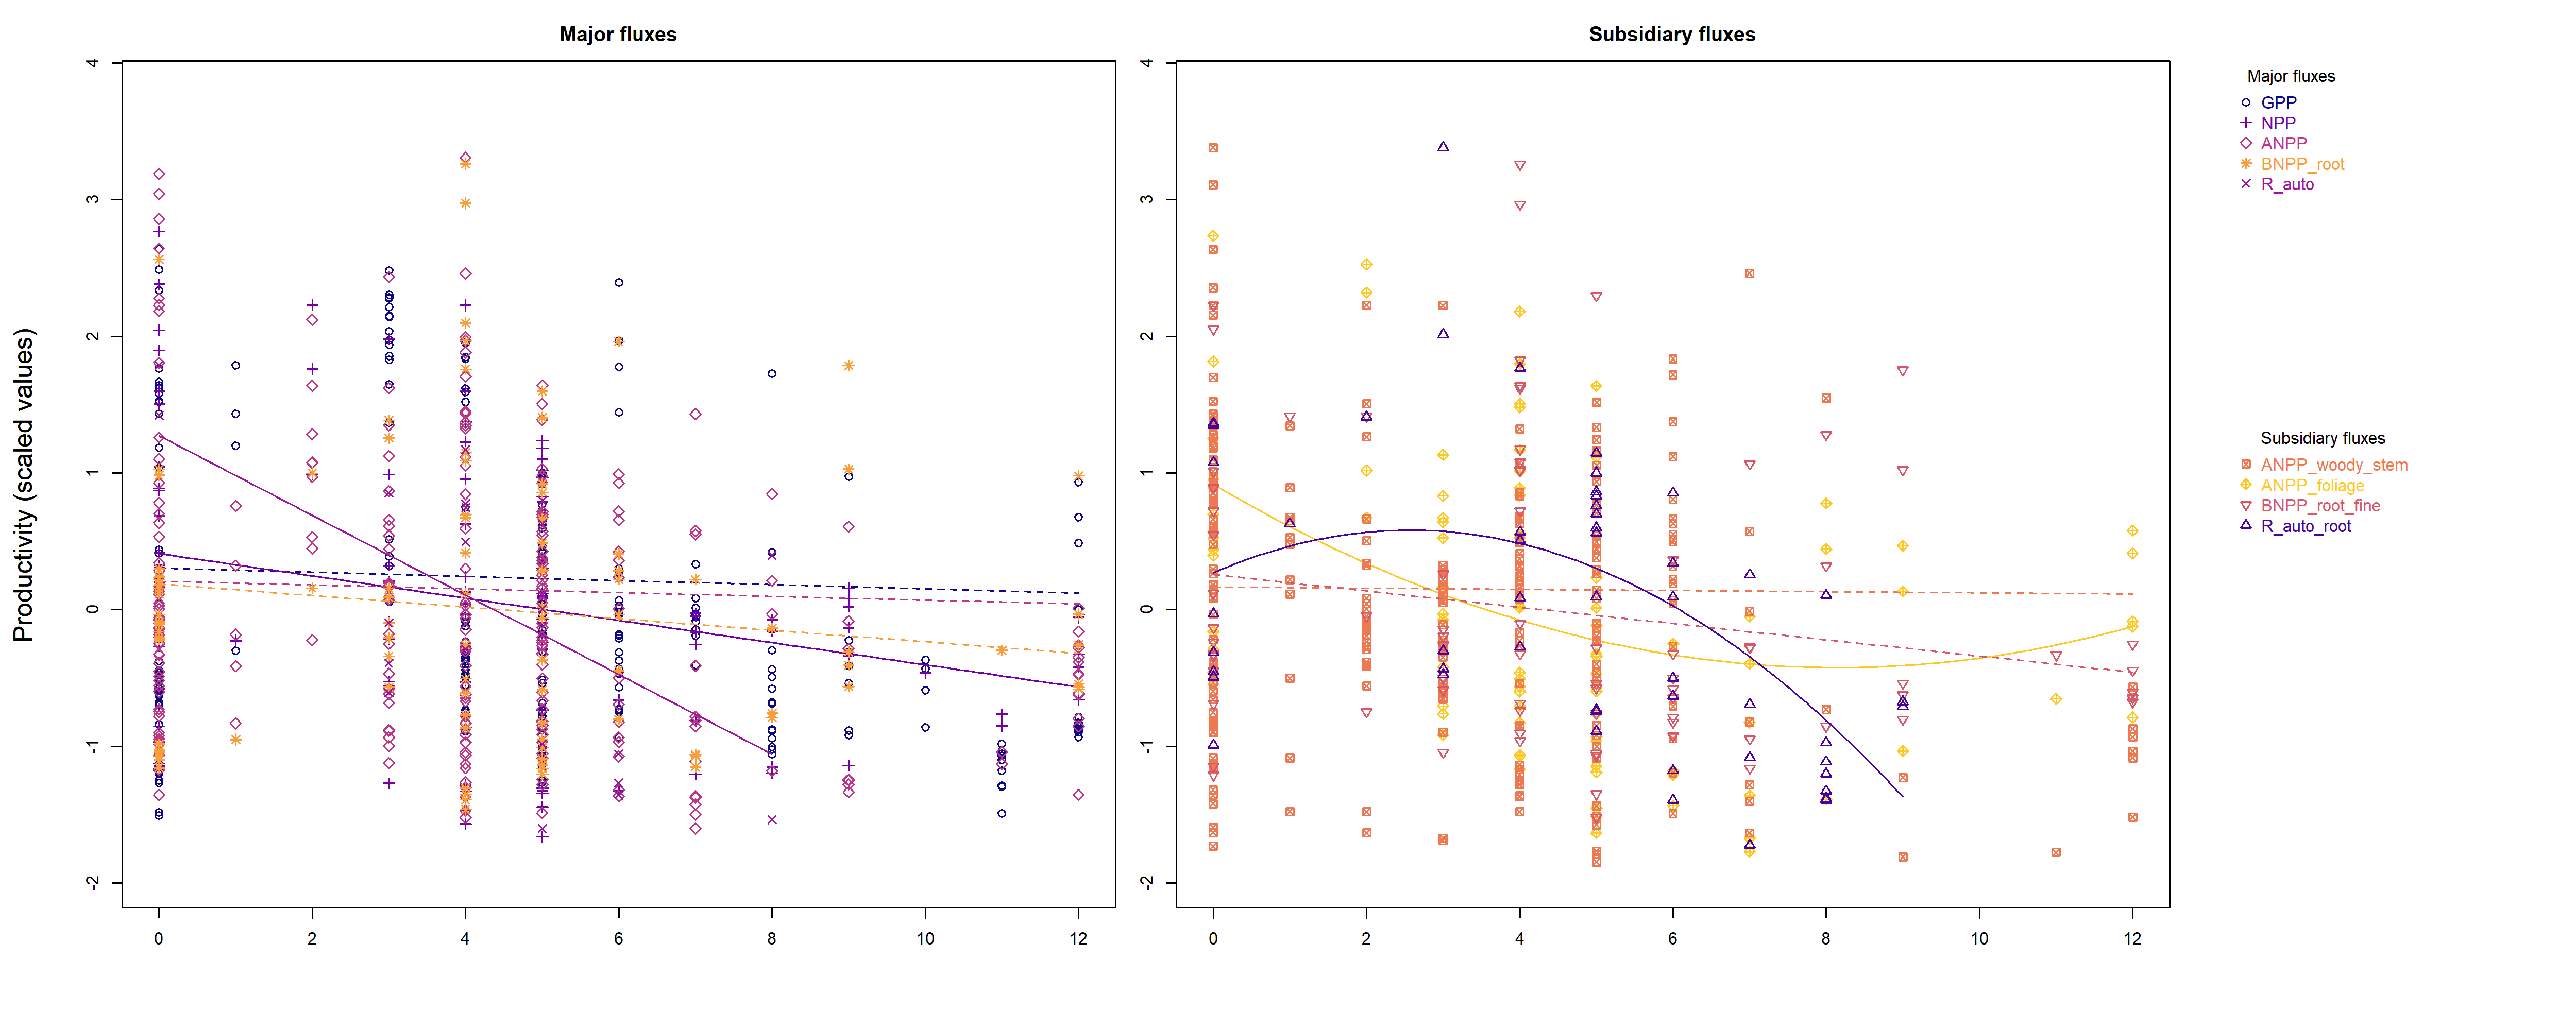 Major fluxes
Subsidiary fluxes
Productivity (scaled values)
4
3
2
1
0
-1
-2
0 2 4 6 8 10 12
4
3
2
1
0
-1
-2
0 2 4 6 8 10 12
Major fluxes
GPP
NPP
ANPP
BNPP_root
R_auto
Subsidiary fluxes
ANPP_woody_stem
ANPP_foliage
BNPP_root_fine
R_auto_root